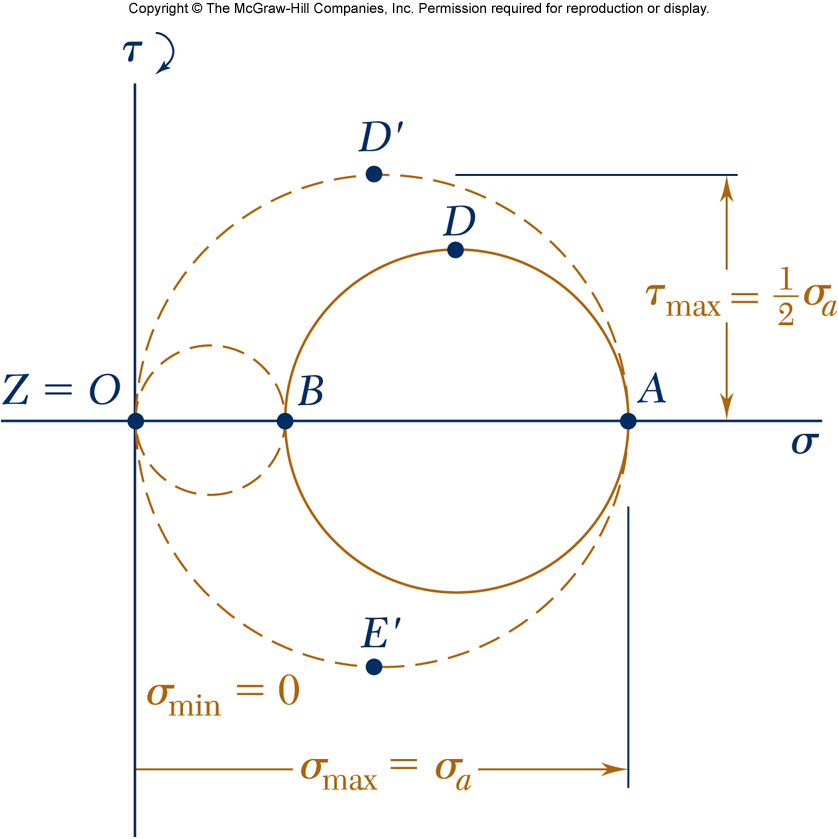 Copyright © The McGraw-Hill Companies, Inc. Permission required for reproduction or display.
τ
D′
D
τmax = 1/2 σa
Z = O
B
A
σ
E′
σmin = 0
σmax = σa